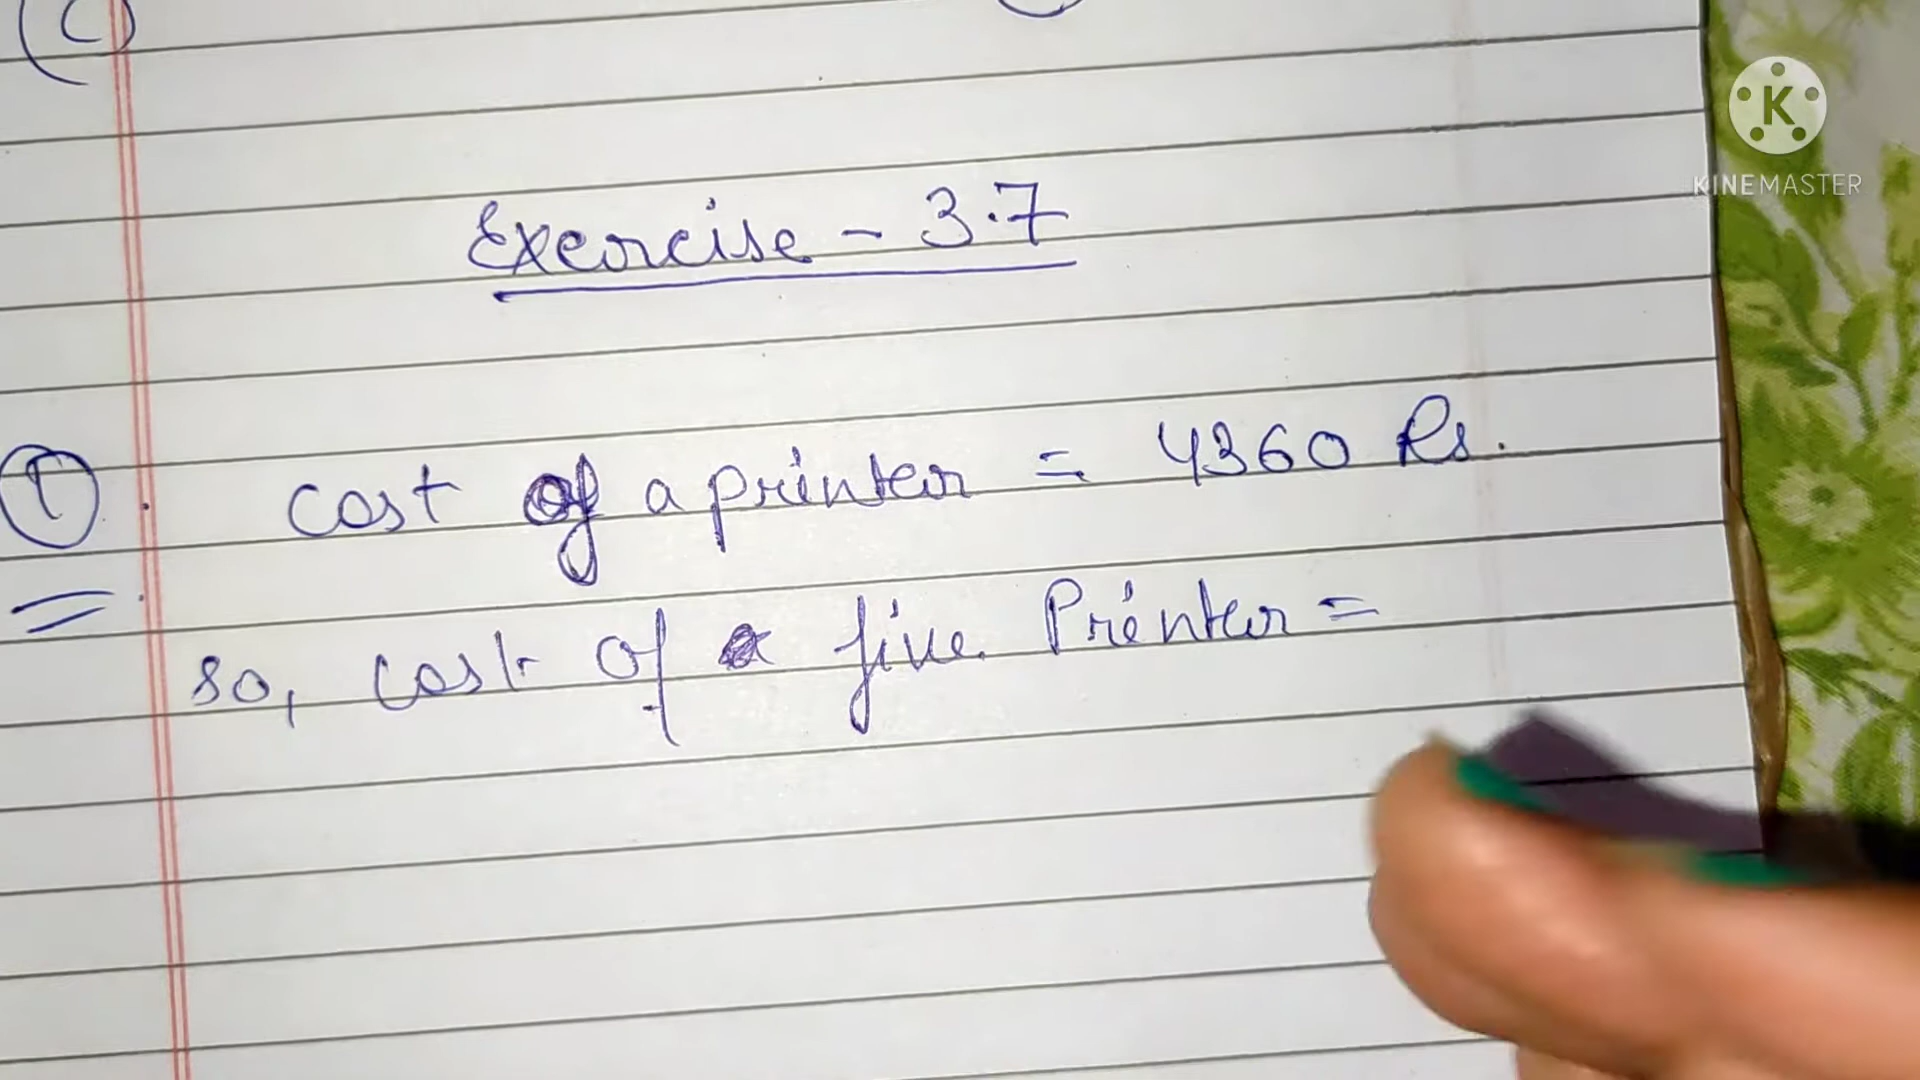 (C)
KINEMASTER
Exercise - 3.7
1. Cost of a printer = 4360 Rs.
so, cost of five Printer =